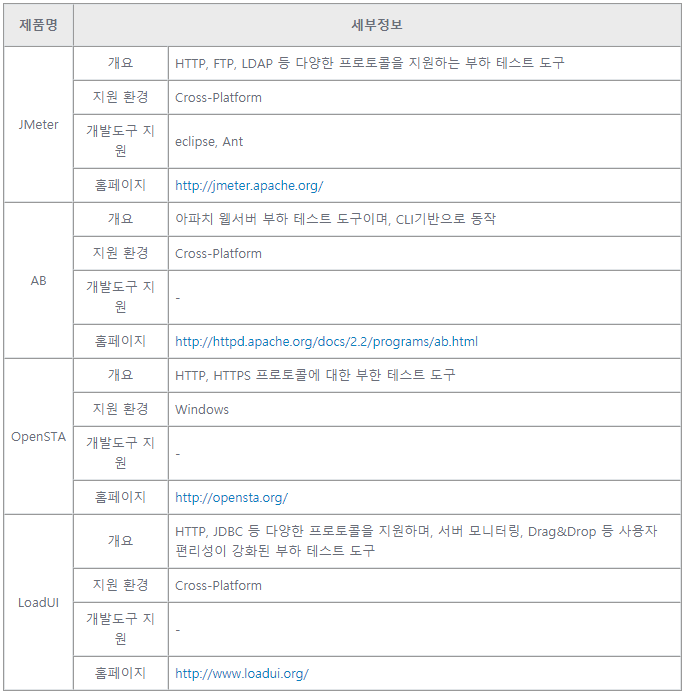 제품명 세부정보
JMeter
개요 HTTP, FTP, LDAP 등 다양한 프로토콜을 지원하는 부하 테스트 도구
지원 환경 Cross-Platform
개발도구 지
원
eclipse, Ant
홈페이지 http://jmeter.apache.org/
AB
개요 아파치 웹서버 부하 테스트 도구이며, CLI기반으로 동작
지원 환경 Cross-Platform
개발도구 지
원
-
홈페이지 http://httpd.apache.org/docs/2.2/programs/ab.html
OpenSTA
개요 HTTP, HTTPS 프로토콜에 대한 부한 테스트 도구
지원 환경 Windows
개발도구 지
원
-
홈페이지 http://opensta.org/
LoadUI
개요
HTTP, JDBC 등 다양한 프로토콜을 지원하며, 서버 모니터링, Drag&Drop 등 사용자
편리성이 강화된 부하 테스트 도구
지원 환경 Cross-Platform
개발도구 지
원
-
홈페이지 http://www.loadui.org/